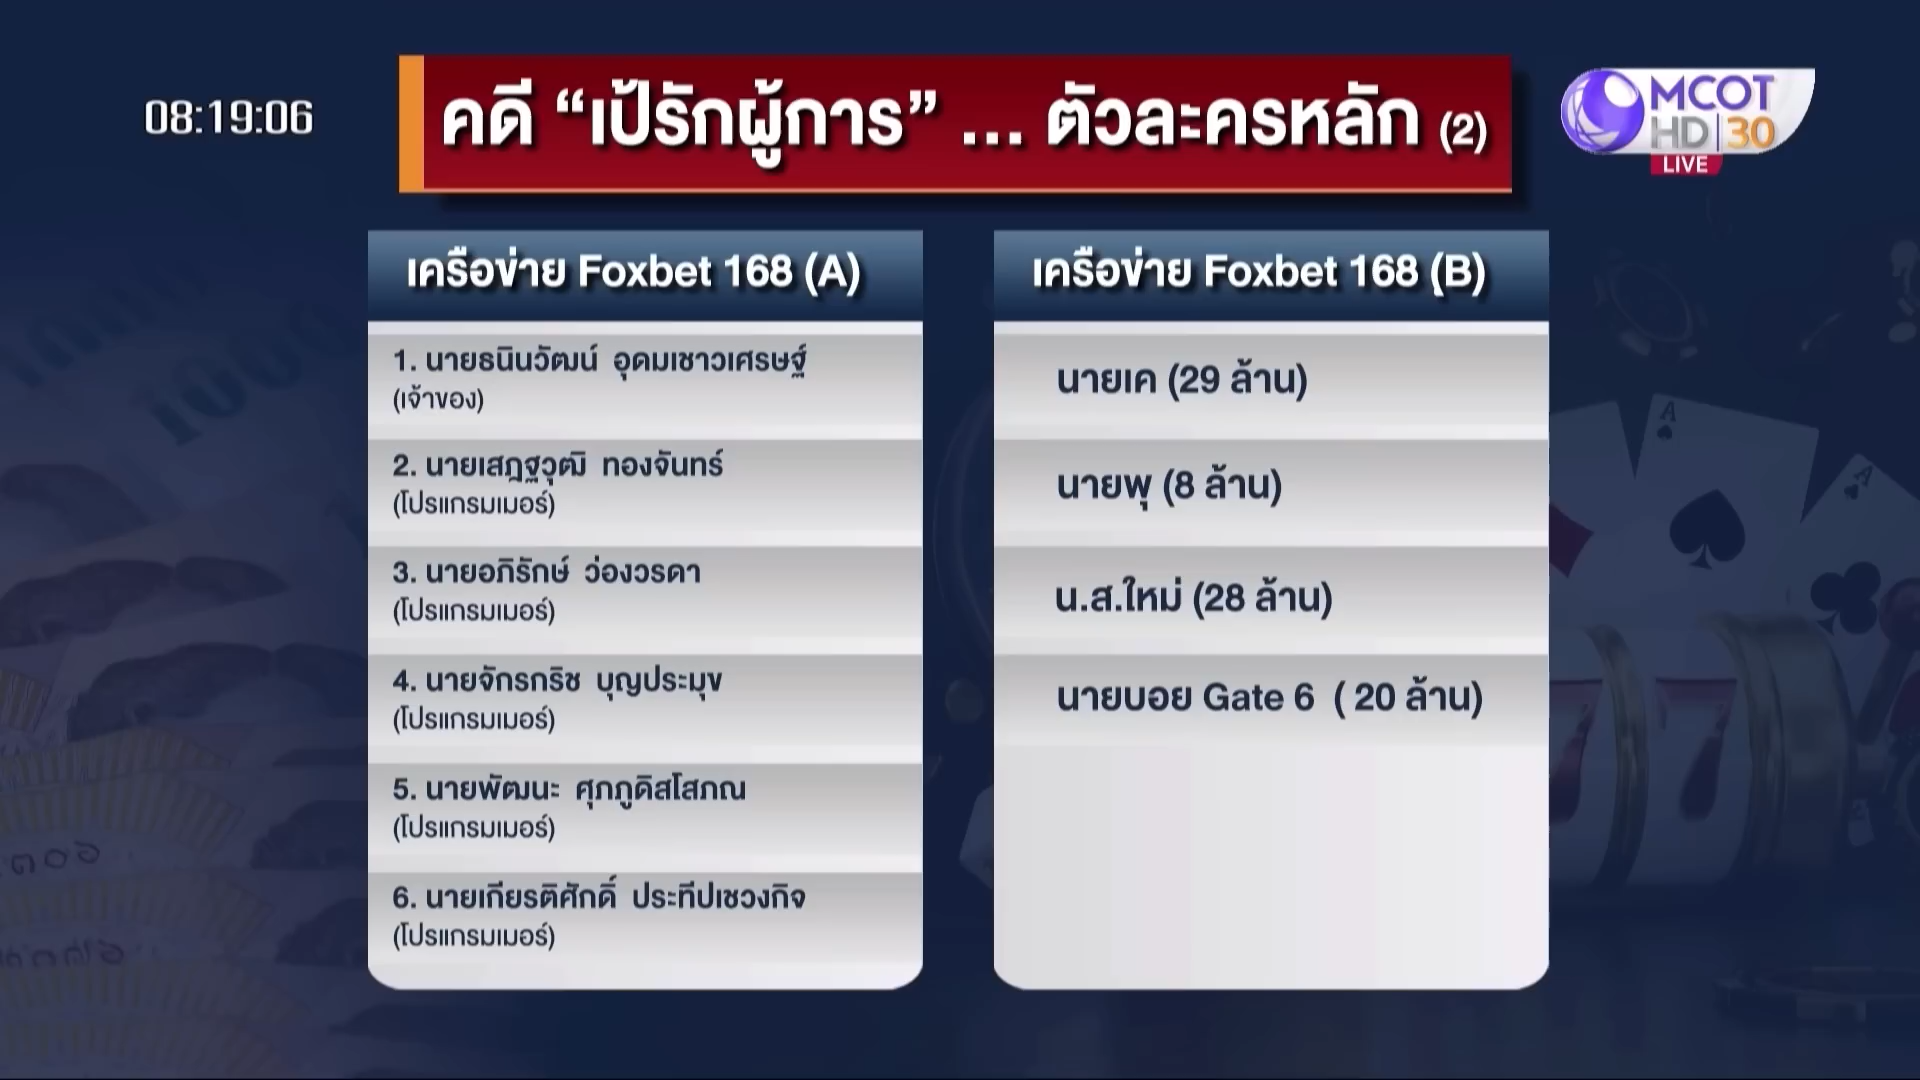 08:19:06
คดี “เป้รักผู้การ” ... ตัวละครหลัก (2)
MCOT
HD|30
LIVE
เครือข่าย Foxbet 168 (A)
1. นายธนินวัฒน์ อุดมเชาวเศรษฐ์
(เจ้าของ)
2. นายเสฎฐวุฒิ ทองจันทร์
(โปรแกรมเมอร์)
3. นายอภิรักษ์ ว่องวรดา
(โปรแกรมเมอร์)
4. นายจักรกริช บุญประมุข
(โปรแกรมเมอร์)
5. นายพัฒนะ ศุภภูดิสโสภณ
(โปรแกรมเมอร์)
6. นายเกียรติศักดิ์ ประทีปเชวงกิจ
(โปรแกรมเมอร์)
เครือข่าย Foxbet 168 (B)
นายเค (29 ล้าน)
นายพุ (8 ล้าน)
น.ส.ใหม่ (28 ล้าน)
นายบอย Gate 6 ( 20 ล้าน)